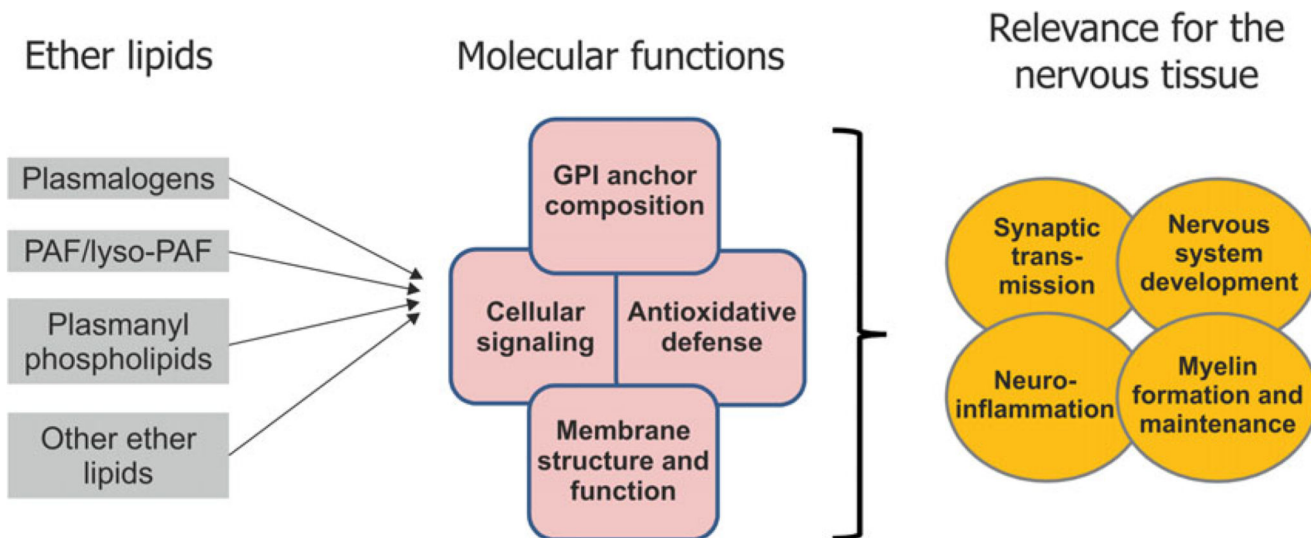 Ether lipids
Plasmalogens
PAF/lyso-PAF
Plasmanyl
phospholipids
Other ether
lipids
Molecular functions
GPI anchor
composition
Cellular
signaling
Antioxidative
defense
Membrane
structure and
function
Relevance for the
nervous tissue
Synaptic
trans-
mission
Nervous
system
development
Neuro-
inflammation
Myelin
formation and
maintenance